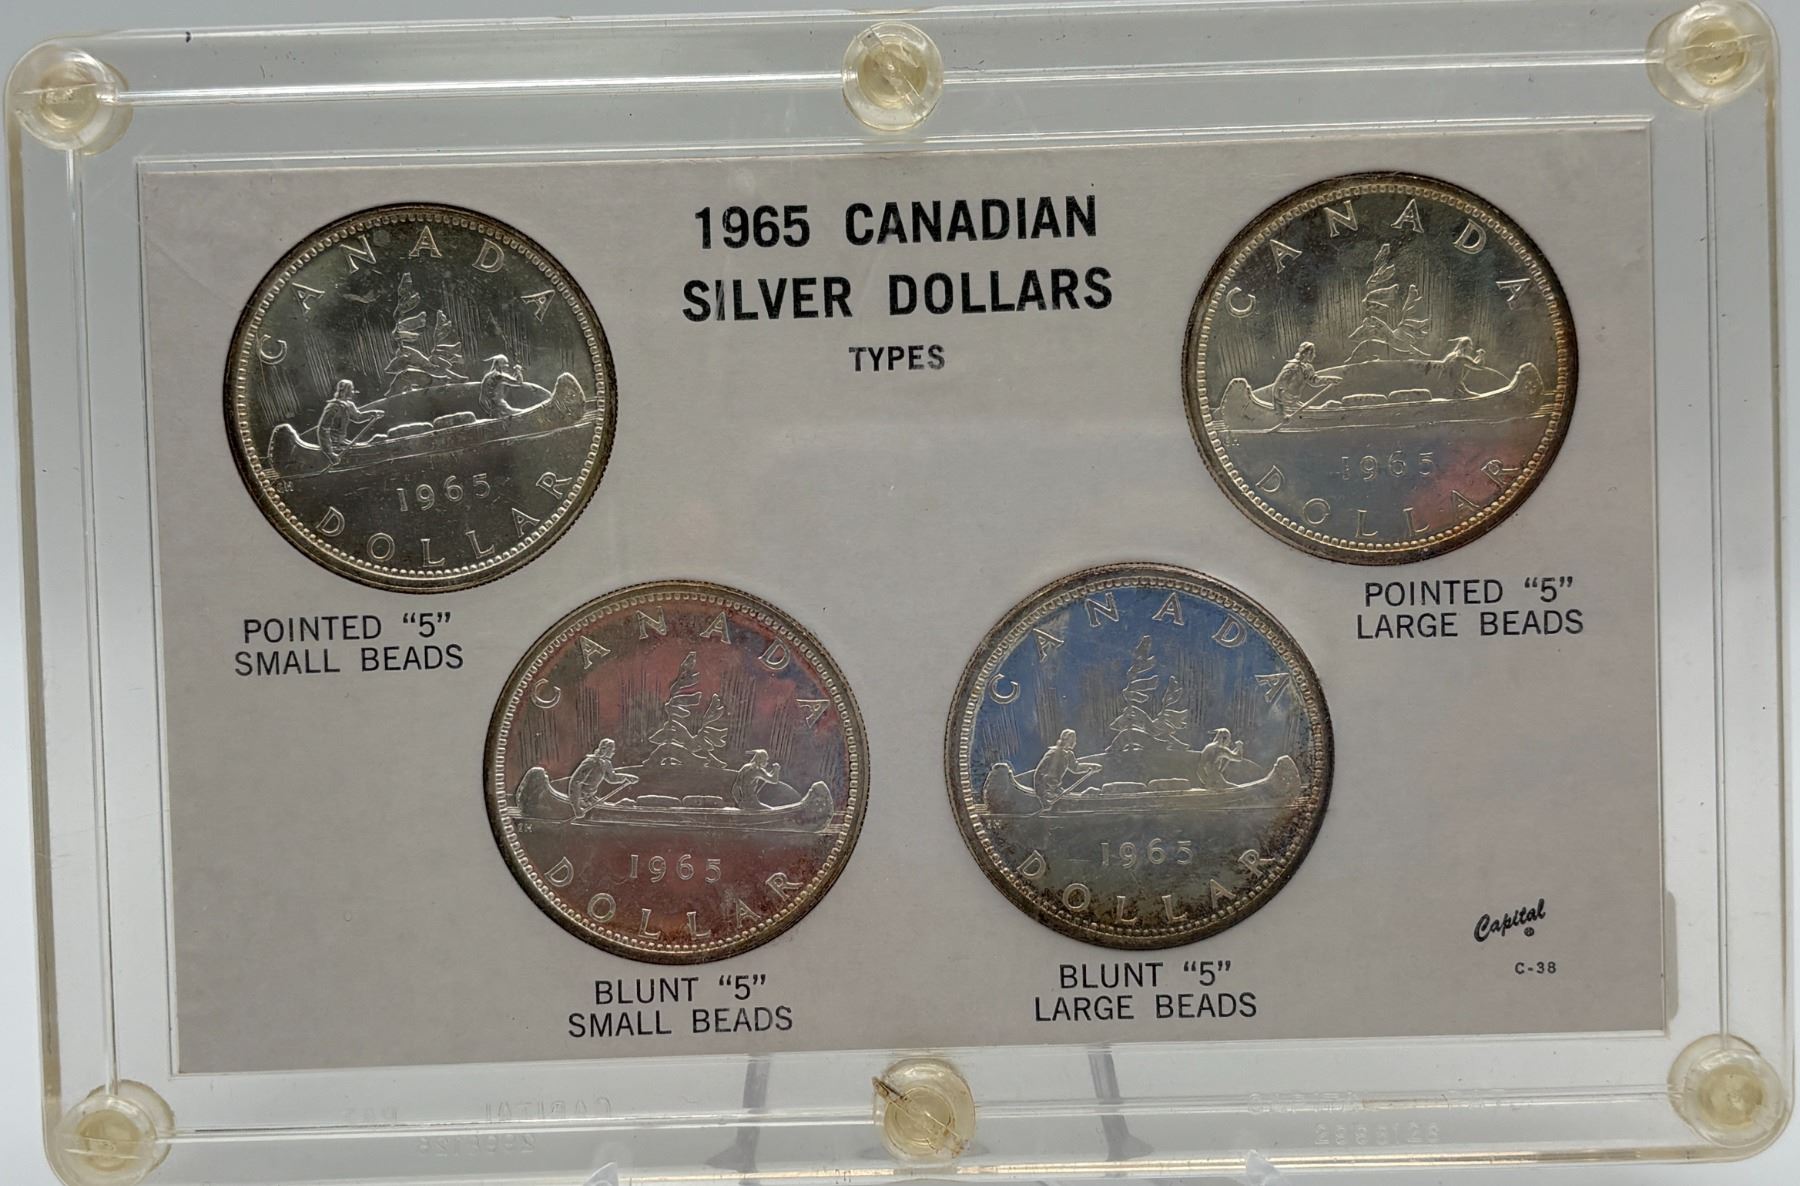 1965 CANADIAN
SILVER DOLLARS
TYPES
CANADA
1965
DOLLAR
POINTED "5"
SMALL BEADS
CANADA
1965
DOLLAR
POINTED "5"
LARGE BEADS
CANADA
1965
DOLLAR
BLUNT "5"
SMALL BEADS
CANADA
1965
DOLLAR
BLUNT "5"
LARGE BEADS
Capital
®
C-38